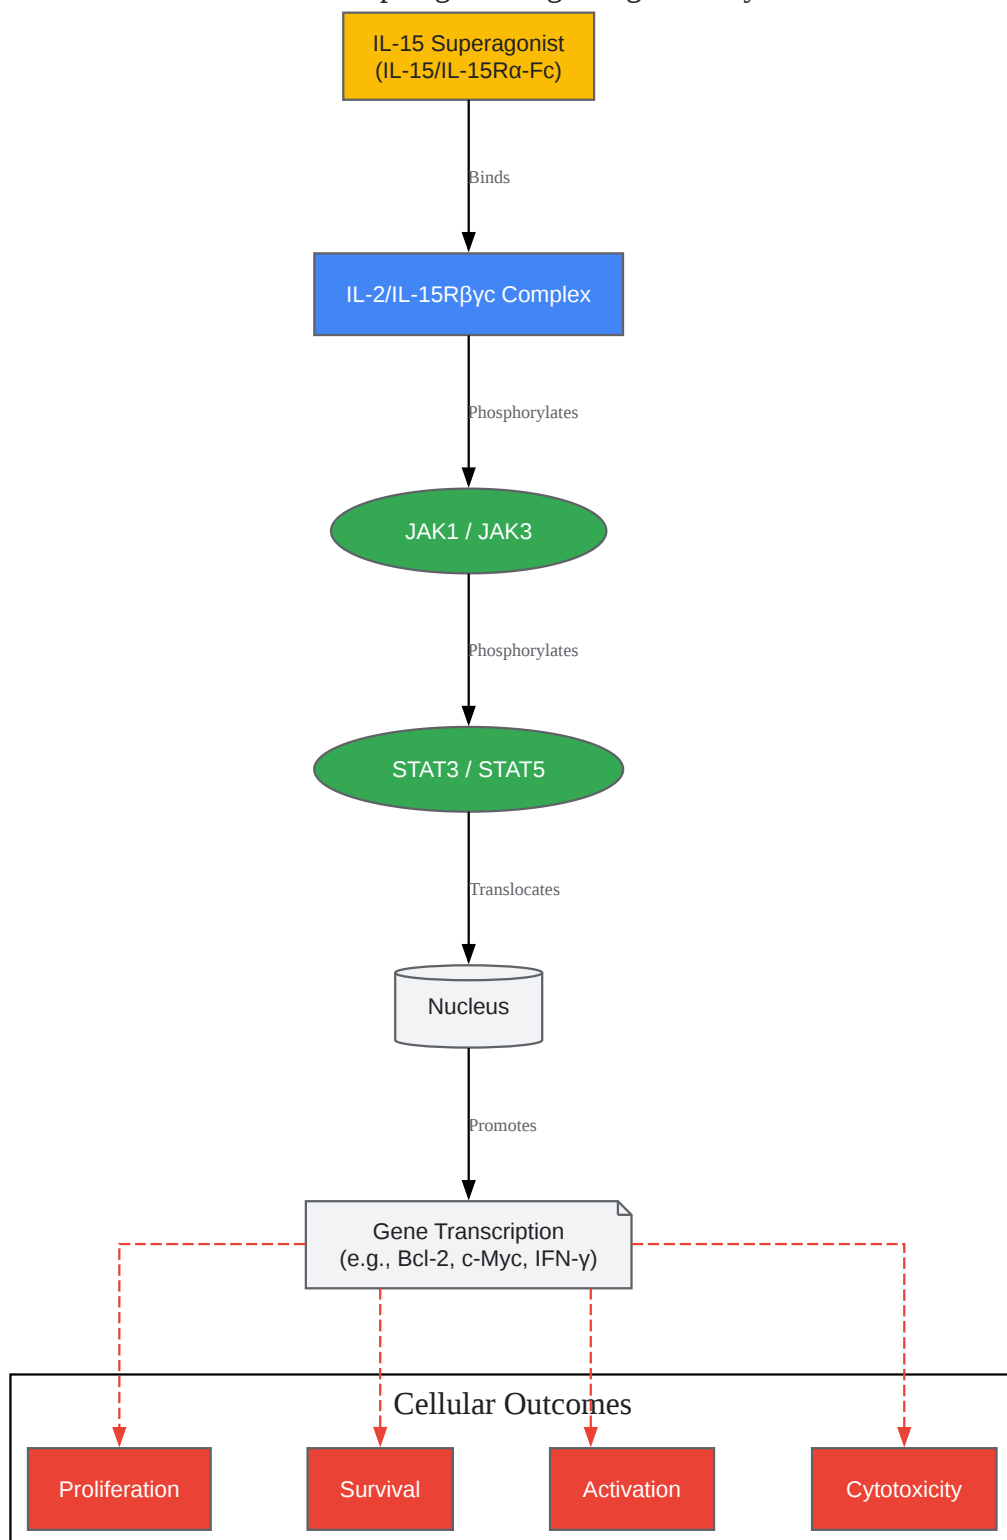 IL-15 Superagonist
(IL-15/IL-15Rα-Fc)
Binds
IL-2/IL-15Rβγc Complex
Phosphorylates
JAK1 / JAK3
Phosphorylates
STAT3 / STAT5
Translocates
Nucleus
Promotes
Gene Transcription
(e.g., Bcl-2, c-Myc, IFN-γ)
Cellular Outcomes
Proliferation
Survival
Activation
Cytotoxicity